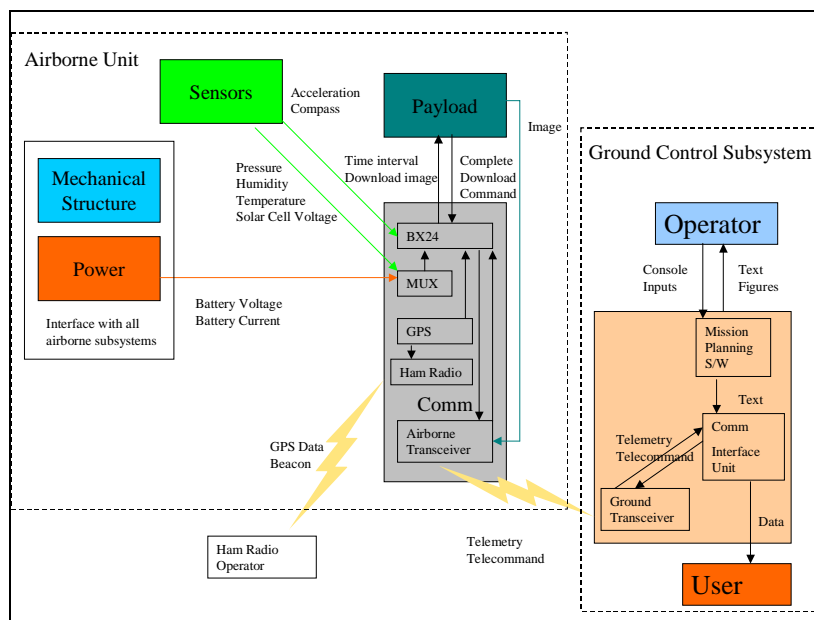 Airborne Unit
Sensors
Acceleration
Compass
Payload
Image
Ground Control Subsystem
Mechanical
Structure
Power
Interface with all
airborne subsystems
Pressure
Humidity
Temperature
Solar Cell Voltage
Time interval
Download image
Complete
Download
Command
Battery Voltage
Battery Current
BX24
MUX
GPS
Ham Radio
Comm
Airborne
Transceiver
GPS Data
Beacon
Ham Radio
Operator
Telemetry
Telecommand
Operator
Console
Inputs
Text
Figures
Mission
Planning
S/W
Text
Comm
Interface
Unit
Telemetry
Telecommand
Ground
Transceiver
Data
User